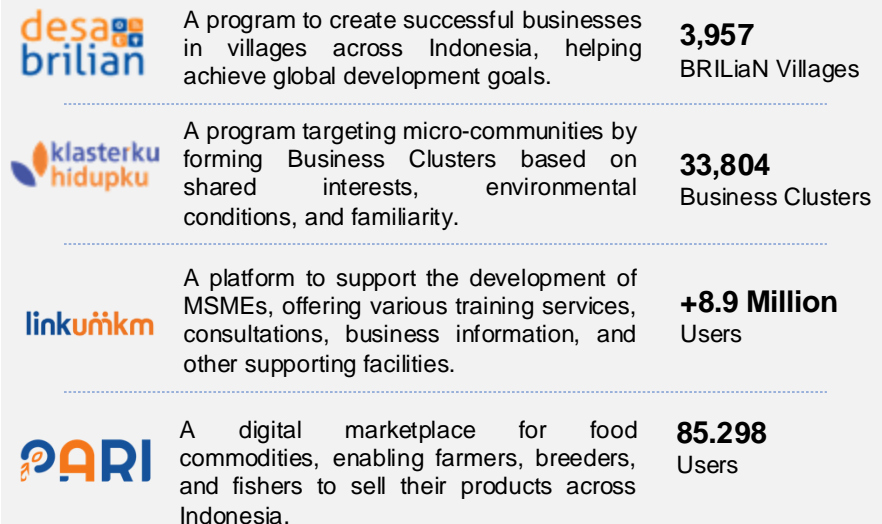 desa
brilian
A program to create successful businesses
in villages across Indonesia, helping
achieve global development goals.
3,957
BRILiaN Villages
klasterku
hidupku
A program targeting micro-communities by
forming Business Clusters based on
shared interests, environmental
conditions, and familiarity.
33,804
Business Clusters
linkumkm
A platform to support the development of
MSMEs, offering various training services,
consultations, business information, and
other supporting facilities.
+8.9 Million
Users
PARI
A digital marketplace for food
commodities, enabling farmers, breeders,
and fishers to sell their products across
Indonesia.
85.298
Users